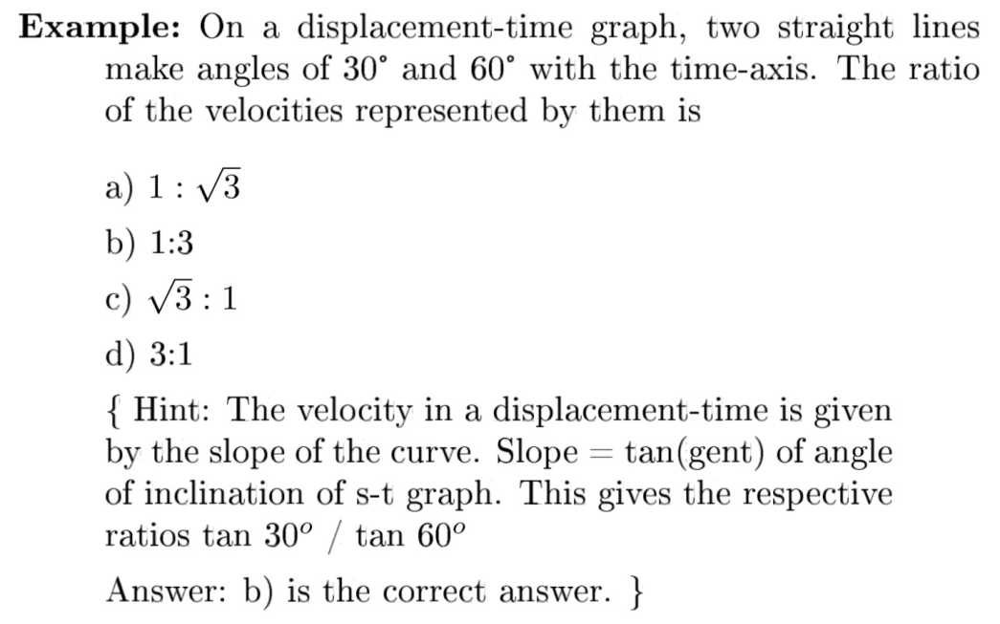 Example: On a displacement-time graph, two straight lines
make angles of 30° and 60° with the time-axis. The ratio
of the velocities represented by them is
a) 1 : √3
b) 1:3
c) √3 : 1
d) 3:1
{ Hint: The velocity in a displacement-time is given
by the slope of the curve. Slope = tan(gent) of angle
of inclination of s-t graph. This gives the respective
ratios tan 30° / tan 60°
Answer: b) is the correct answer. }